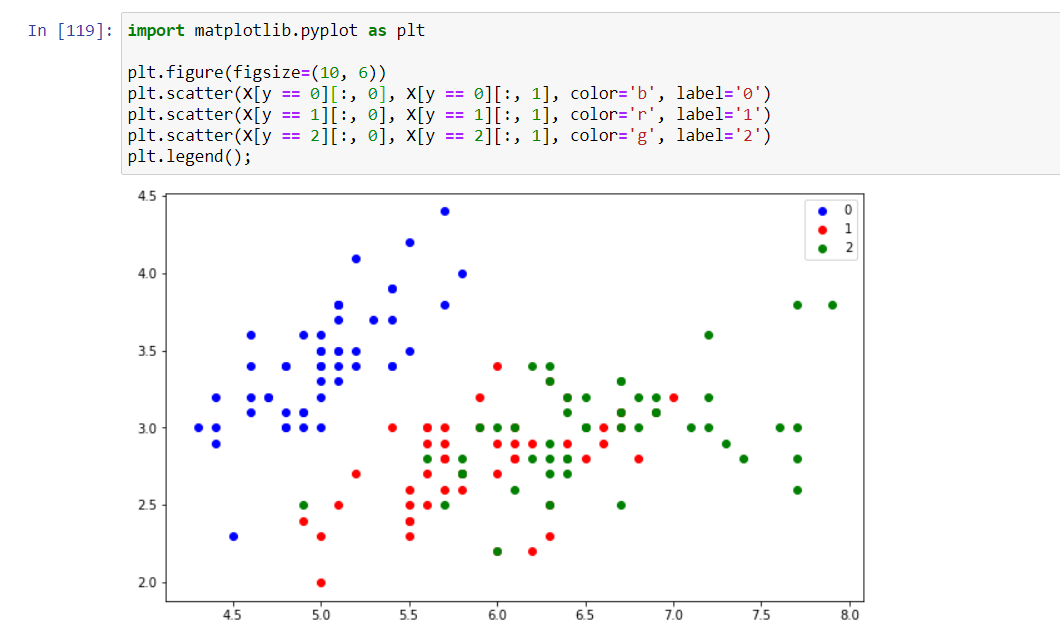 In [119]: import matplotlib.pyplot as plt
plt.figure(figsize=(10, 6))
plt.scatter(X[y == 0][:, 0], X[y == 0][:, 1], color='b', label='0')
plt.scatter(X[y == 1][:, 0], X[y == 1][:, 1], color='r', label='1')
plt.scatter(X[y == 2][:, 0], X[y == 2][:, 1], color='g', label='2')
plt.legend();
4.5
4.0
3.5
3.0
2.5
2.0
0
1
2
4.5 5.0 5.5 6.0 6.5 7.0 7.5 8.0